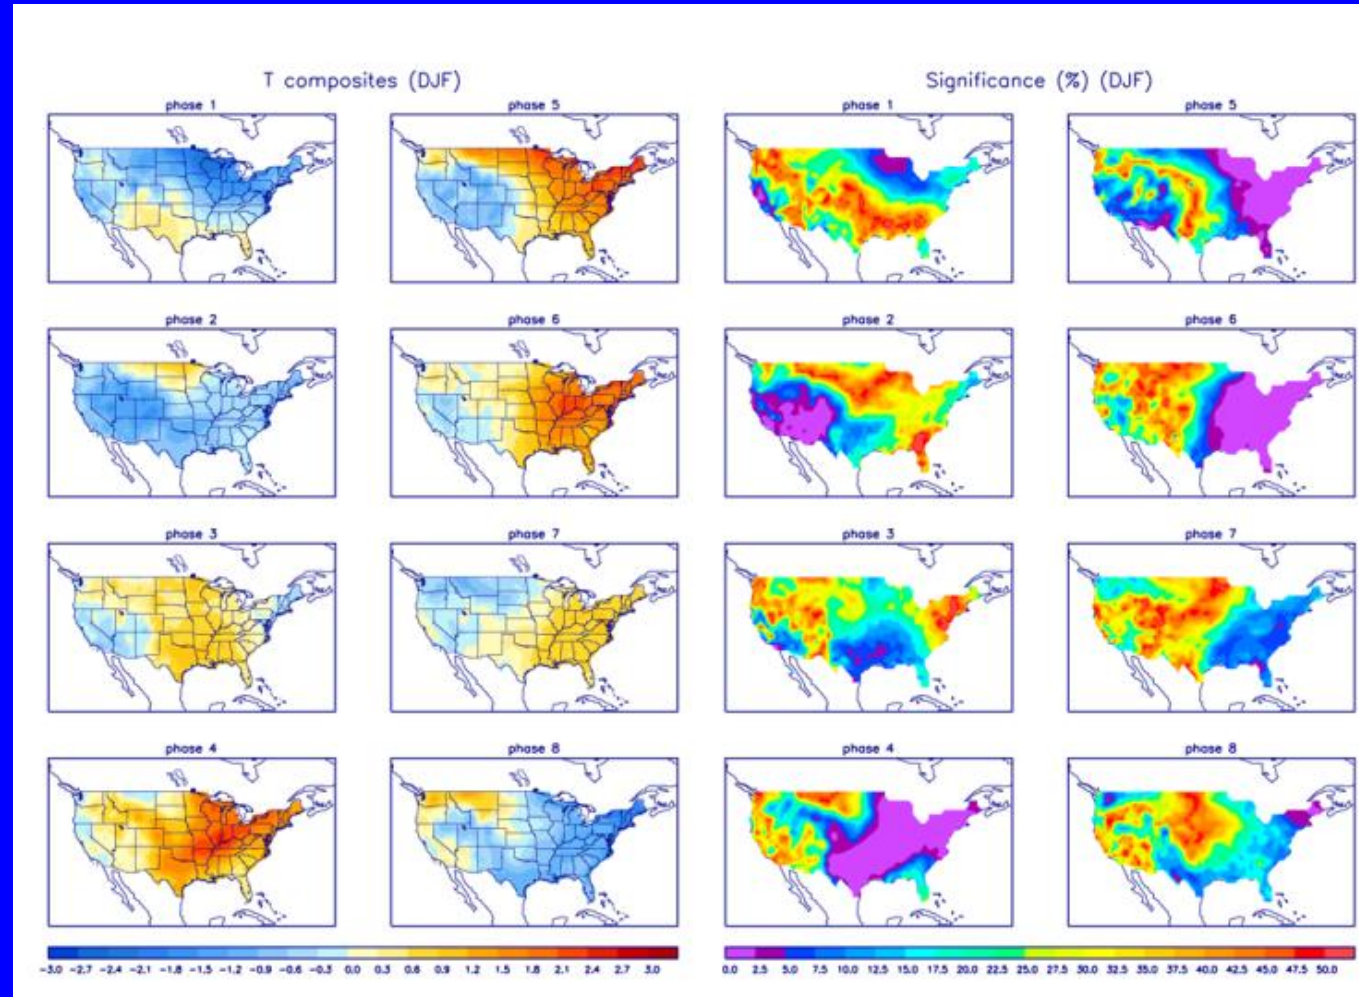 T composites (DJF)
Significance (%) (DJF)
phase 1
phase 5
phase 1
phase 5
phase 2
phase 6
phase 2
phase 6
phase 3
phase 7
phase 3
phase 7
phase 4
phase 8
phase 4
phase 8
-3.0 -2.7 -2.4 -2.1 -1.8 -1.5 -1.2 -0.9 -0.6 -0.3 0.0 0.3 0.6 0.9 1.2 1.5 1.8 2.1 2.4 2.7 3.0
0.0 2.5 5.0 7.5 10.0 12.5 15.0 17.5 20.0 22.5 25.0 27.5 30.0 32.5 35.0 37.5 40.0 42.5 45.0 47.5 50.0